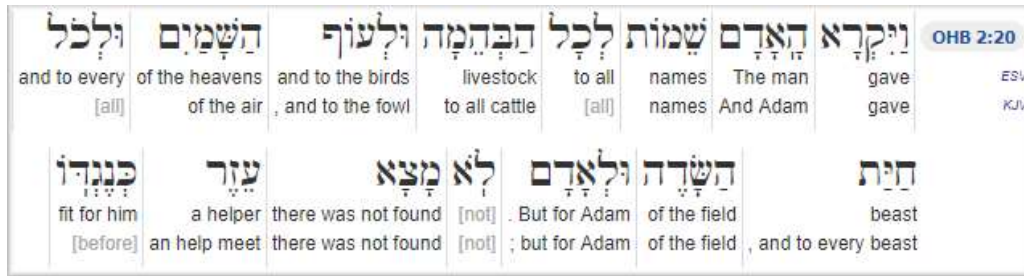 OHB 2:20 וַיִּקְרָא הָֽאָדָם שֵׁמוֹת לְכָל הַבְּהֵמָה וּלְעוֹף הַשָּׁמַיִם וּלְכֹל
and to every of the heavens and to the birds livestock to all names The man gave ESV
[all] of the air , and to the fowl to all cattle [all] names And Adam gave KJV
חַיַּת הַשָּׂדֶה וּלְאָדָם לֹֽא מָצָא עֵזֶר כְּנֶגְדּֽוֹ
fit for him a helper there was not found [not] . But for Adam of the field beast
[before] an help meet there was not found [not] ; but for Adam of the field , and to every beast